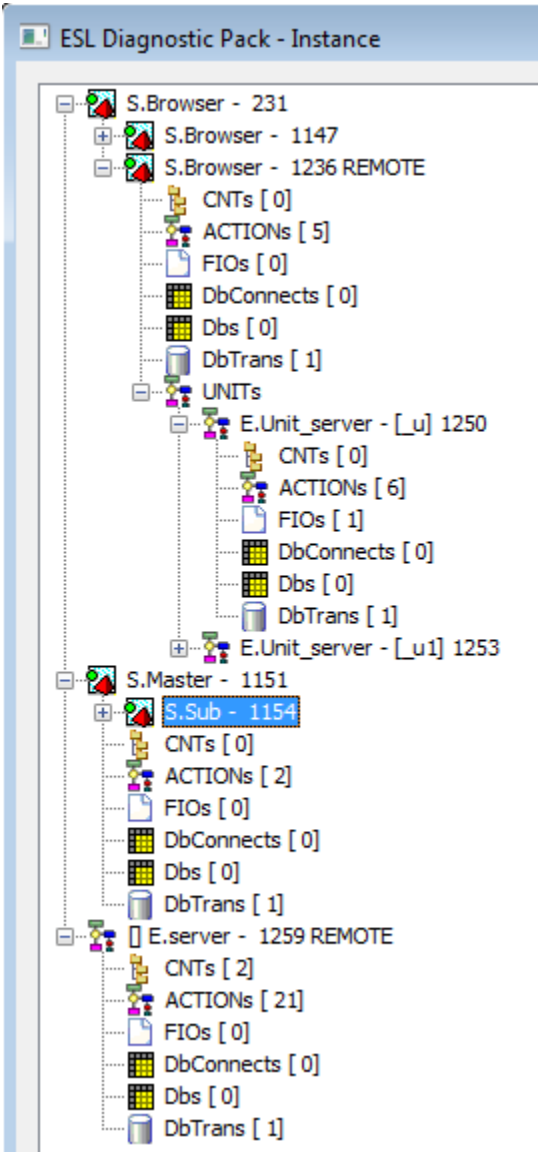 ESL Diagnostic Pack - Instance
S.Browser - 231
S.Browser - 1147
S.Browser - 1236 REMOTE
CNTs [ 0]
ACTIONs [ 5]
FIOs [ 0]
DbConnects [ 0]
Dbs [ 0]
DbTrans [ 1]
UNITs
E.Unit_server - [_u] 1250
CNTs [ 0]
ACTIONs [ 6]
FIOs [ 1]
DbConnects [ 0]
Dbs [ 0]
DbTrans [ 1]
E.Unit_server - [_u1] 1253
S.Master - 1151
S.Sub - 1154
CNTs [ 0]
ACTIONs [ 2]
FIOs [ 0]
DbConnects [ 0]
Dbs [ 0]
DbTrans [ 1]
[] E.server - 1259 REMOTE
CNTs [ 2]
ACTIONs [ 21]
FIOs [ 0]
DbConnects [ 0]
Dbs [ 0]
DbTrans [ 1]